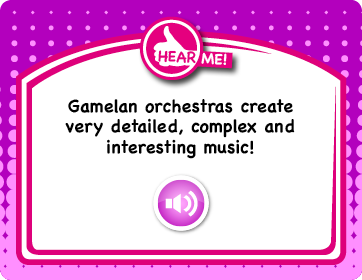 HEAR ME!
Gamelan orchestras create
very detailed, complex and
interesting music!